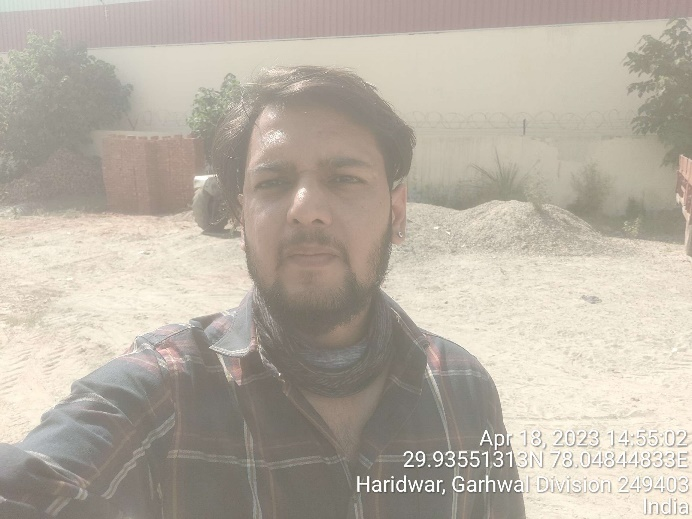 Apr 18, 2023 14:55:02
29.93551313N 78.04844833E
Haridwar, Garhwal Division 249403
India